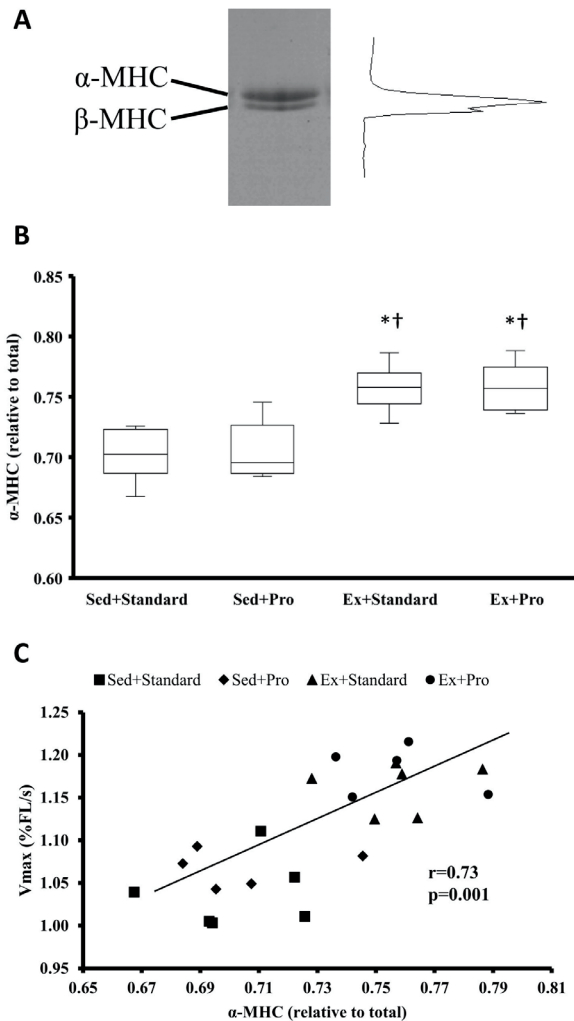 A
α-MHC
β-MHC
B
α-MHC (relative to total)
0.85
0.80
0.75
0.70
0.65
0.60
*†
*†
Sed+Standard Sed+Pro Ex+Standard Ex+Pro
C
Sed+Standard Sed+Pro Ex+Standard Ex+Pro
Vmax (%FL/s)
1.25
1.20
1.15
1.10
1.05
1.00
0.95
r=0.73
p=0.001
0.65 0.67 0.69 0.71 0.73 0.75 0.77 0.79 0.81
α-MHC (relative to total)